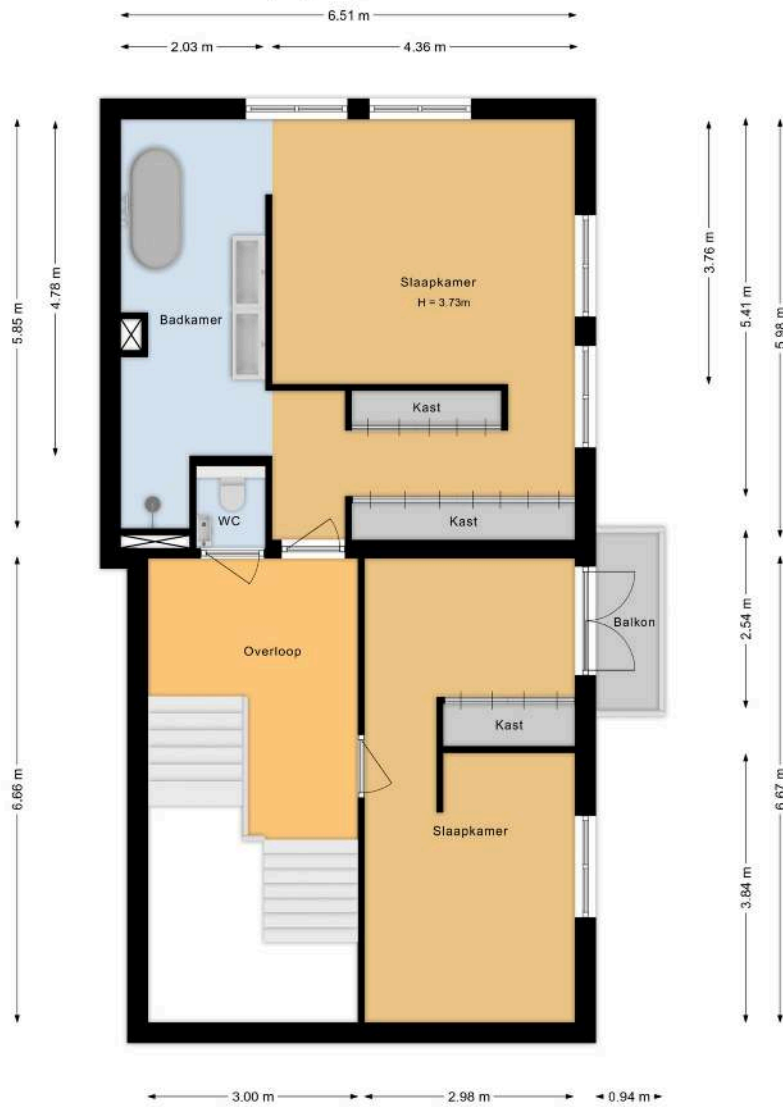 6.51 m
2.03 m
4.36 m
5.85 m
4.78 m
3.76 m
5.41 m
5.98 m
Slaapkamer
H = 3.73m
Badkamer
Kast
Kast
WC
Overloop
Balkon
2.54 m
Kast
6.66 m
Slaapkamer
3.84 m
6.67 m
3.00 m
2.98 m
0.94 m